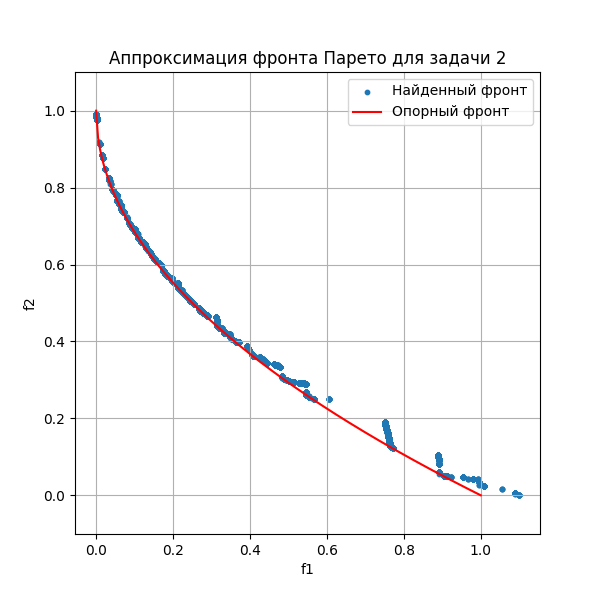 Аппроксимация фронта Парето для задачи 2
Найденный фронт
Опорный фронт
1.0
0.8
0.6
0.4
0.2
0.0
f2
0.0 0.2 0.4 0.6 0.8 1.0
f1